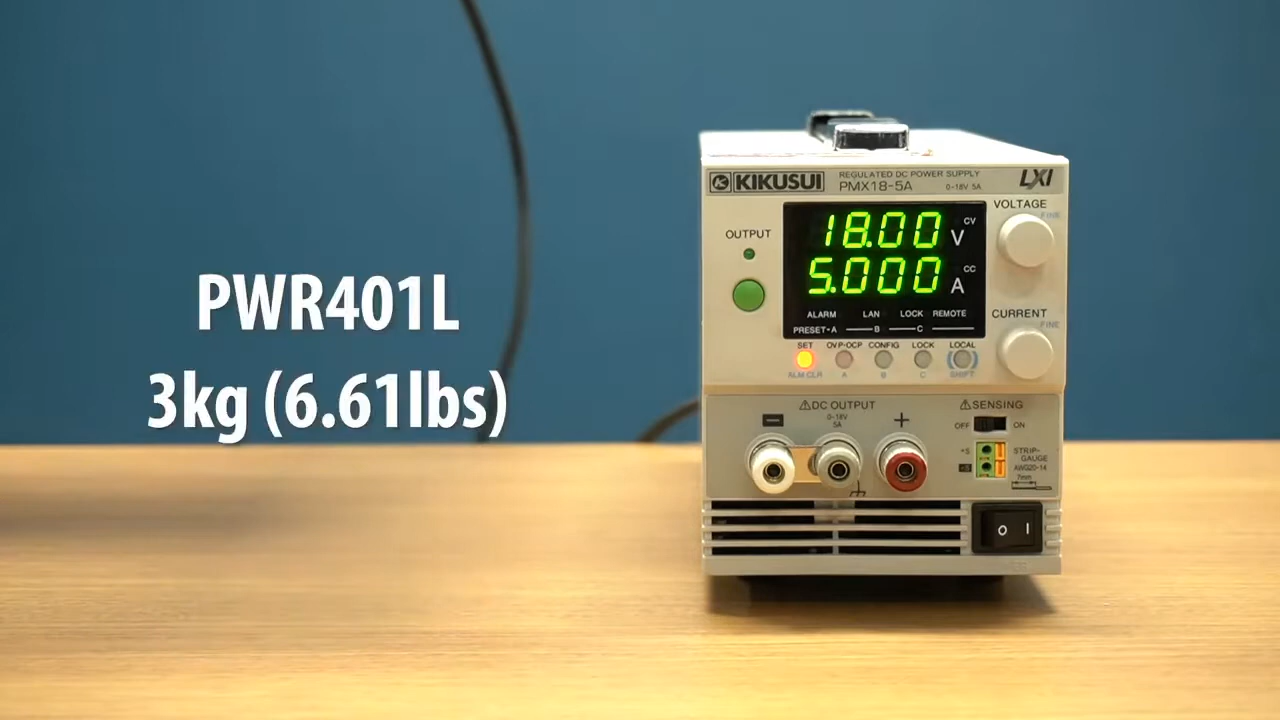 PWR401L
3kg (6.61lbs)
KIKUSUI
REGULATED DC POWER SUPPLY
PMX18-5A 0-18V 5A
LXI
OUTPUT
18.00 V CV
5.000 A CC
ALARM LAN LOCK REMOTE
PRESET-A B C
VOLTAGE
FINE
CURRENT
FINE
SET OVP·OCP CONFIG LOCK LOCAL
ALM CLR A B C SHIFT
DC OUTPUT
0-18V
5A
- +
SENSING
OFF ON
+S
-S
STRIP-
GAUGE
AWG20-14
7mm
O I